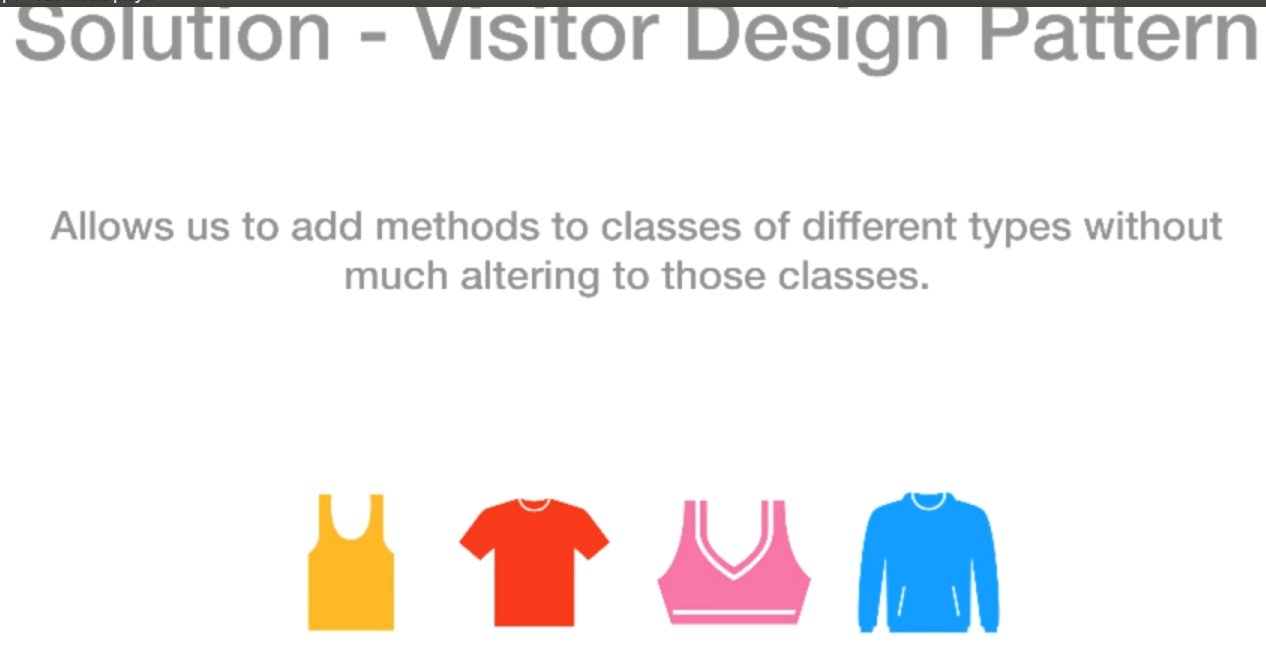 Solution - Visitor Design Pattern
Allows us to add methods to classes of different types without
much altering to those classes.